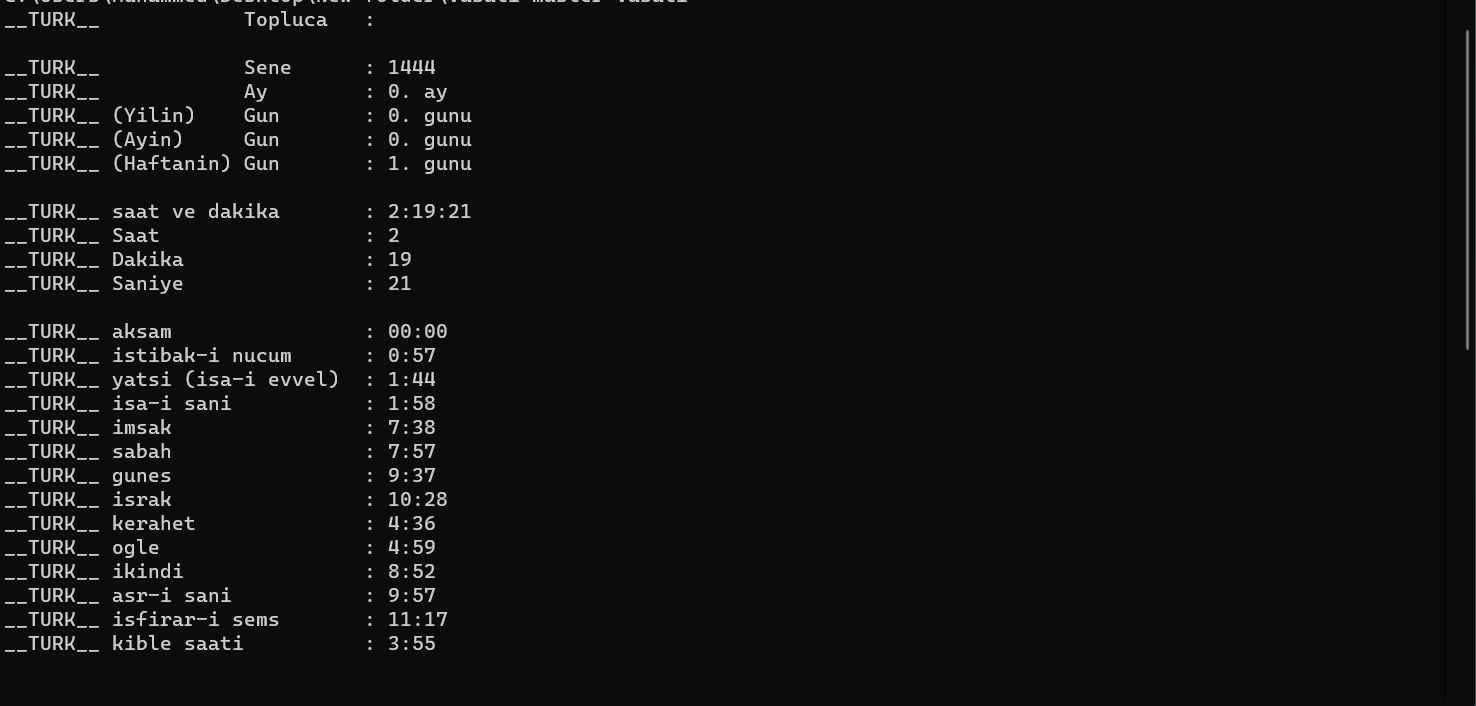 __TURK__ Topluca :
__TURK__ Sene : 1444
__TURK__ Ay : 0. ay
__TURK__ (Yilin) Gun : 0. gunu
__TURK__ (Ayin) Gun : 0. gunu
__TURK__ (Haftanin) Gun : 1. gunu
__TURK__ saat ve dakika : 2:19:21
__TURK__ Saat : 2
__TURK__ Dakika : 19
__TURK__ Saniye : 21
__TURK__ aksam : 00:00
__TURK__ istibak-i nucum : 0:57
__TURK__ yatsi (isa-i evvel) : 1:44
__TURK__ isa-i sani : 1:58
__TURK__ imsak : 7:38
__TURK__ sabah : 7:57
__TURK__ gunes : 9:37
__TURK__ israk : 10:28
__TURK__ kerahet : 4:36
__TURK__ ogle : 4:59
__TURK__ ikindi : 8:52
__TURK__ asr-i sani : 9:57
__TURK__ isfirar-i sems : 11:17
__TURK__ kible saati : 3:55